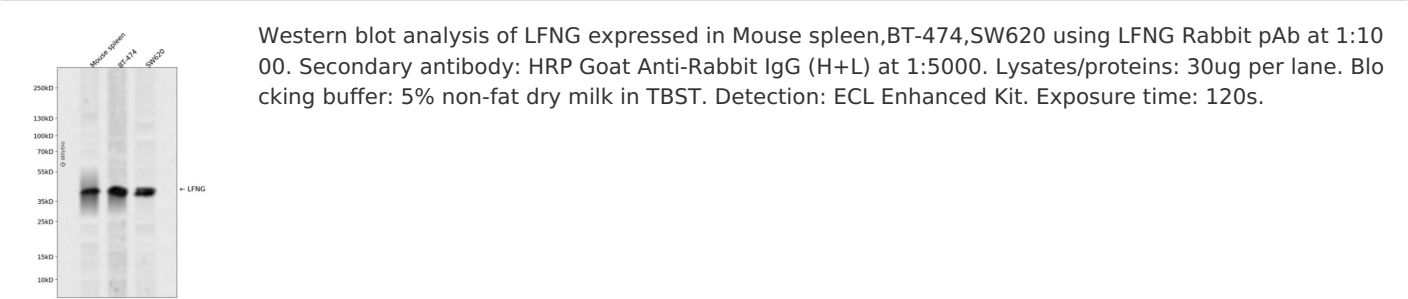 Mouse spleen
BT-474
SW620
250kD
130kD
100kD
70kD
55kD
35kD
25kD
15kD
10kD
← LFNG
Western blot analysis of LFNG expressed in Mouse spleen,BT-474,SW620 using LFNG Rabbit pAb at 1:10
00. Secondary antibody: HRP Goat Anti-Rabbit IgG (H+L) at 1:5000. Lysates/proteins: 30ug per lane. Blo
cking buffer: 5% non-fat dry milk in TBST. Detection: ECL Enhanced Kit. Exposure time: 120s.